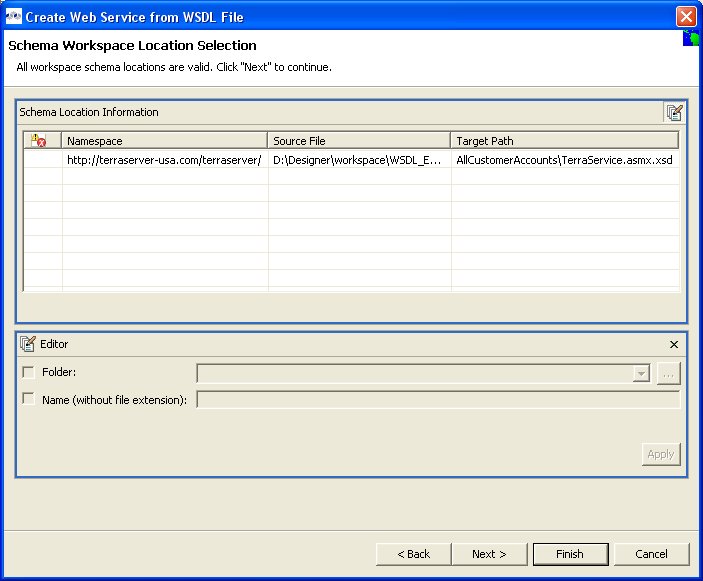 Create Web Service from WSDL File
Schema Workspace Location Selection
All workspace schema locations are valid. Click "Next" to continue.
Schema Location Information
Namespace Source File Target Path
http://terraserver-usa.com/terraserver/ D:\Designer\workspace\WSDL_E... AllCustomerAccounts\TerraService.asmx.xsd
Editor
Folder: ...
Name (without file extension):
Apply
< Back Next > Finish Cancel